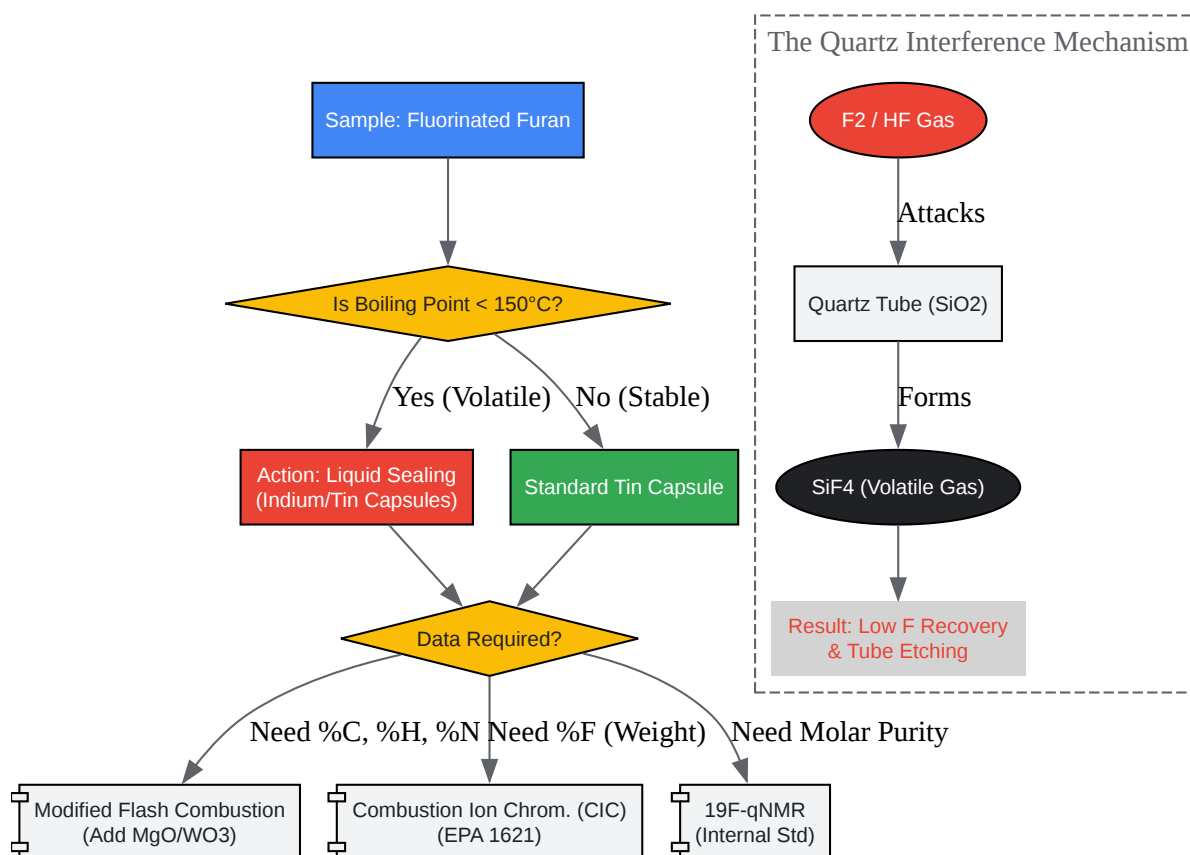 The Quartz Interference Mechanism
Sample: Fluorinated Furan
F2 / HF Gas
Attacks
Is Boiling Point < 150°C?
Quartz Tube (SiO2)
Yes (Volatile)
No (Stable)
Forms
Action: Liquid Sealing
(Indium/Tin Capsules)
Standard Tin Capsule
SiF4 (Volatile Gas)
Data Required?
Result: Low F Recovery
& Tube Etching
Need %C, %H, %N
Need %F (Weight)
Need Molar Purity
Modified Flash Combustion
(Add MgO/WO3)
Combustion Ion Chrom. (CIC)
(EPA 1621)
19F-qNMR
(Internal Std)